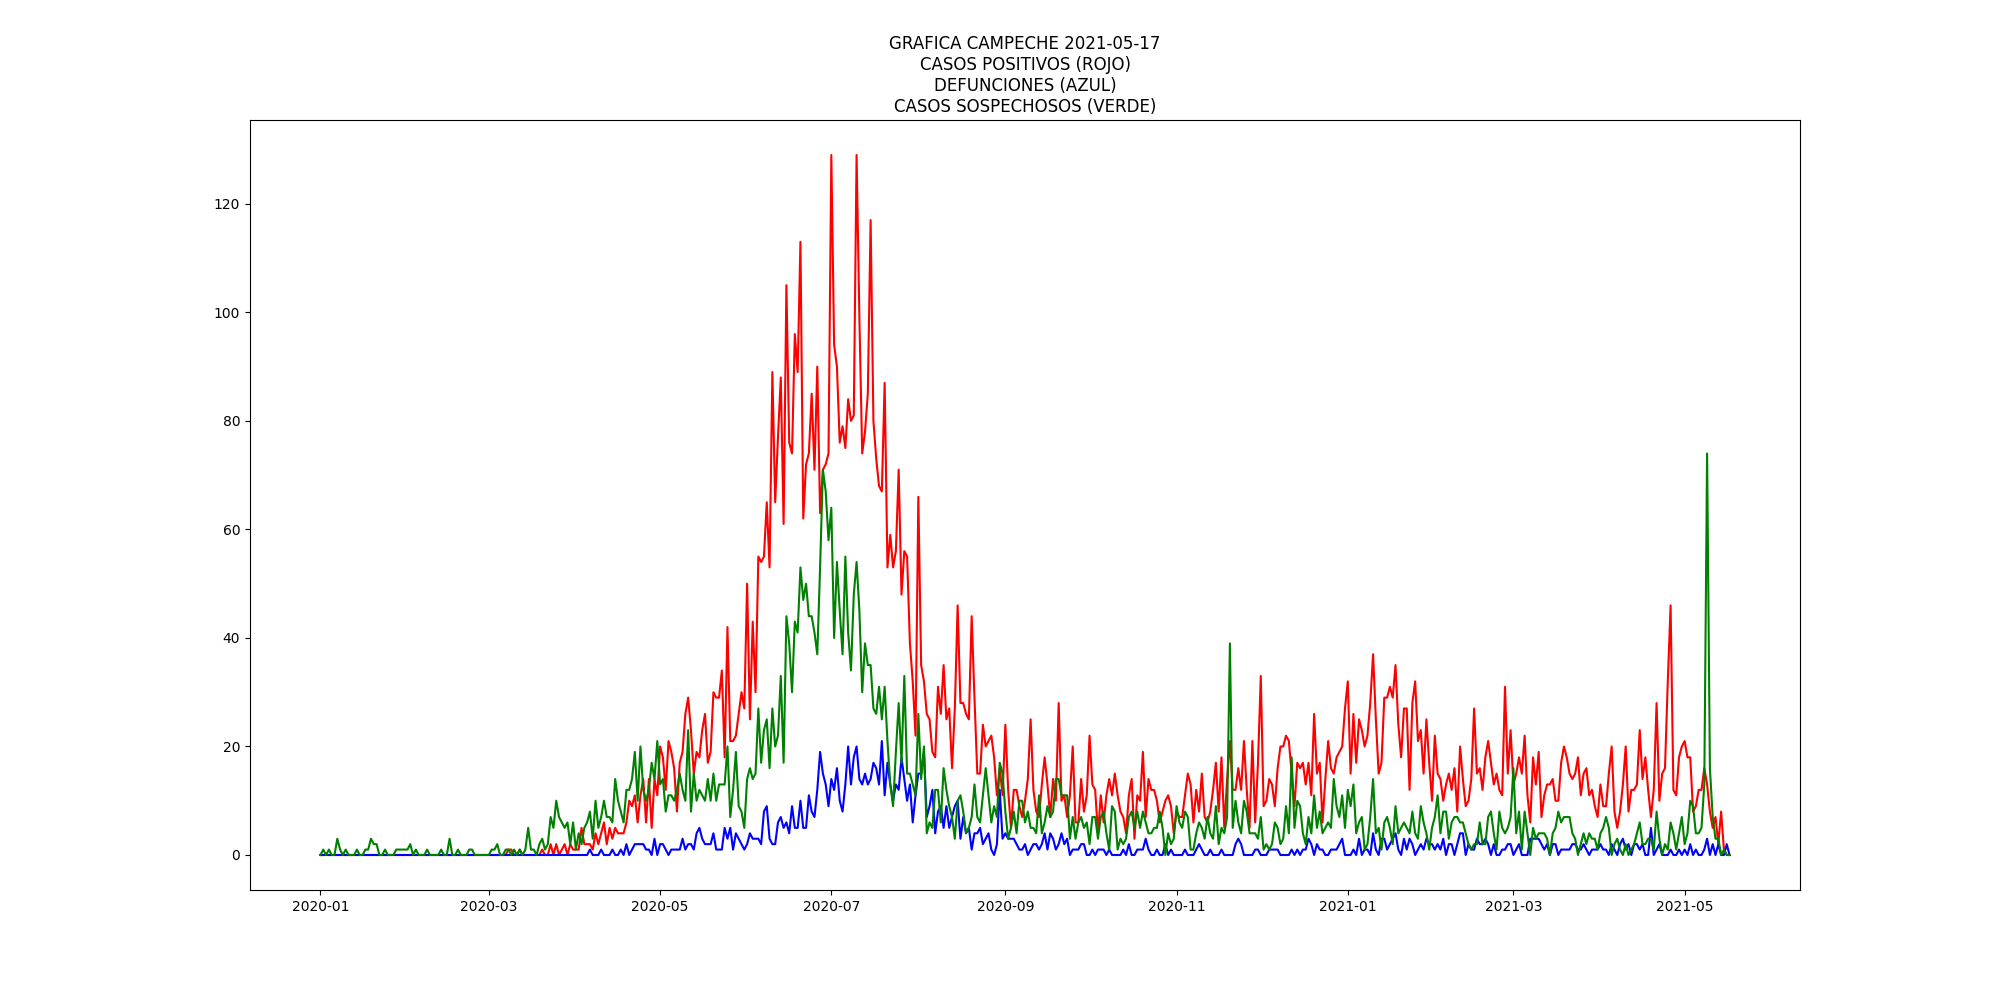 GRAFICA CAMPECHE 2021-05-17
CASOS POSITIVOS (ROJO)
DEFUNCIONES (AZUL)
CASOS SOSPECHOSOS (VERDE)
120
100
80
60
40
20
0
2020-01 2020-03 2020-05 2020-07 2020-09 2020-11 2021-01 2021-03 2021-05